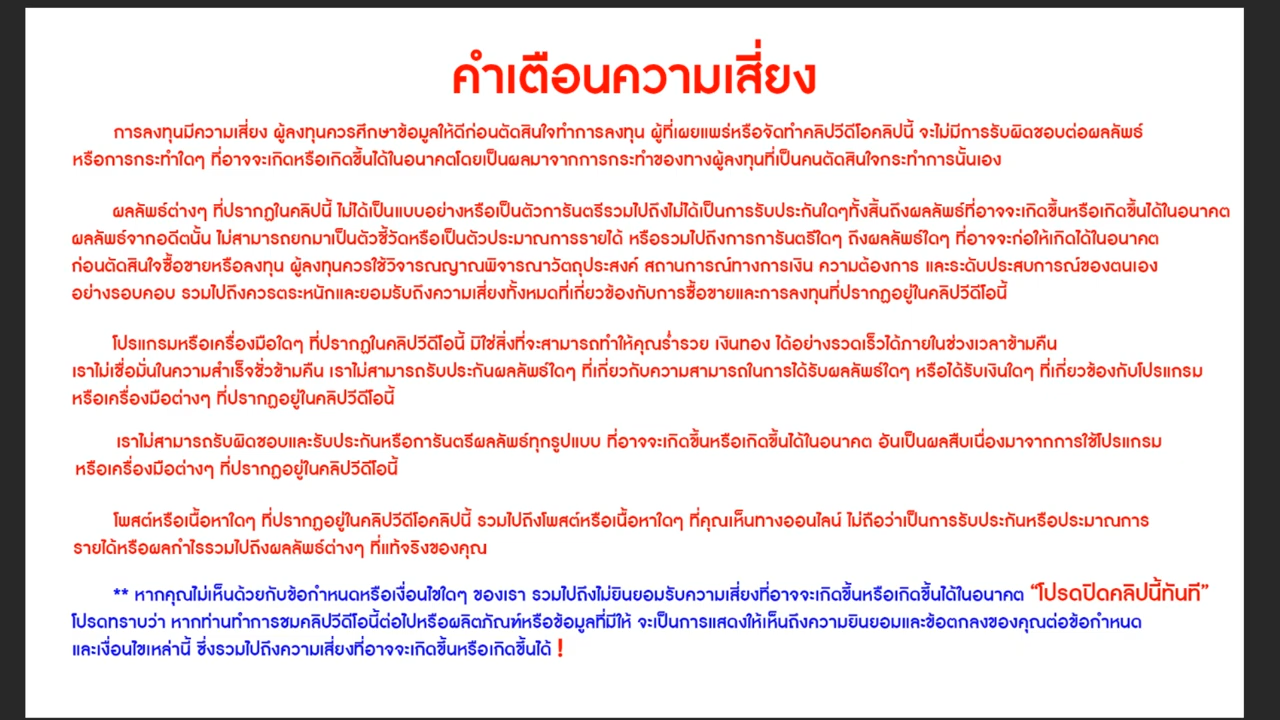 คำเตือนความเสี่ยง
การลงทุนมีความเสี่ยง ผู้ลงทุนควรศึกษาข้อมูลให้ดีก่อนตัดสินใจทำการลงทุน ผู้ที่เผยแพร่หรือจัดทำคลิปวีดีโอคลิปนี้ จะไม่มีการรับผิดชอบต่อผลลัพธ์
หรือการกระทำใดๆ ที่อาจจะเกิดหรือเกิดขึ้นได้ในอนาคตโดยเป็นผลมาจากการกระทำของทางผู้ลงทุนที่เป็นคนตัดสินใจกระทำการนั้นเอง
ผลลัพธ์ต่างๆ ที่ปรากฏในคลิปนี้ ไม่ได้เป็นแบบอย่างหรือเป็นตัวการันตรีรวมไปถึงไม่ได้เป็นการรับประกันใดๆทั้งสิ้นถึงผลลัพธ์ที่อาจจะเกิดขึ้นหรือเกิดขึ้นได้ในอนาคต
ผลลัพธ์จากอดีตนั้น ไม่สามารถยกมาเป็นตัวชี้วัดหรือเป็นตัวประมาณการรายได้ หรือรวมไปถึงการการันตรีใดๆ ถึงผลลัพธ์ใดๆ ที่อาจจะก่อให้เกิดได้ในอนาคต
ก่อนตัดสินใจซื้อขายหรือลงทุน ผู้ลงทุนควรใช้วิจารณญาณพิจารณาวัตถุประสงค์ สถานการณ์ทางการเงิน ความต้องการ และระดับประสบการณ์ของตนเอง
อย่างรอบคอบ รวมไปถึงควรตระหนักและยอมรับถึงความเสี่ยงทั้งหมดที่เกี่ยวข้องกับการซื้อขายและการลงทุนที่ปรากฏอยู่ในคลิปวีดีโอนี้
โปรแกรมหรือเครื่องมือใดๆ ที่ปรากฏในคลิปวีดีโอนี้ มิใช่สิ่งที่จะสามารถทำให้คุณร่ำรวย เงินทอง ได้อย่างรวดเร็วได้ภายในช่วงเวลาข้ามคืน
เราไม่เชื่อมั่นในความสำเร็จชั่วข้ามคืน เราไม่สามารถรับประกันผลลัพธ์ใดๆ ที่เกี่ยวกับความสามารถในการได้รับผลลัพธ์ใดๆ หรือได้รับเงินใดๆ ที่เกี่ยวข้องกับโปรแกรม
หรือเครื่องมือต่างๆ ที่ปรากฏอยู่ในคลิปวีดีโอนี้
เราไม่สามารถรับผิดชอบและรับประกันหรือการันตรีผลลัพธ์ทุกรูปแบบ ที่อาจจะเกิดขึ้นหรือเกิดขึ้นได้ในอนาคต อันเป็นผลสืบเนื่องมาจากการใช้โปรแกรม
หรือเครื่องมือต่างๆ ที่ปรากฏอยู่ในคลิปวีดีโอนี้
โพสต์หรือเนื้อหาใดๆ ที่ปรากฏอยู่ในคลิปวีดีโอคลิปนี้ รวมไปถึงโพสต์หรือเนื้อหาใดๆ ที่คุณเห็นทางออนไลน์ ไม่ถือว่าเป็นการรับประกันหรือประมาณการ
รายได้หรือผลกำไรรวมไปถึงผลลัพธ์ต่างๆ ที่แท้จริงของคุณ
** หากคุณไม่เห็นด้วยกับข้อกำหนดหรือเงื่อนไขใดๆ ของเรา รวมไปถึงไม่ยินยอมรับความเสี่ยงที่อาจจะเกิดขึ้นหรือเกิดขึ้นได้ในอนาคต “โปรดปิดคลิปนี้ทันที”
โปรดทราบว่า หากท่านทำการชมคลิปวีดีโอนี้ต่อไปหรือผลิตภัณฑ์หรือข้อมูลที่มีให้ จะเป็นการแสดงให้เห็นถึงความยินยอมและข้อตกลงของคุณต่อข้อกำหนด
และเงื่อนไขเหล่านี้ ซึ่งรวมไปถึงความเสี่ยงที่อาจจะเกิดขึ้นหรือเกิดขึ้นได้ !